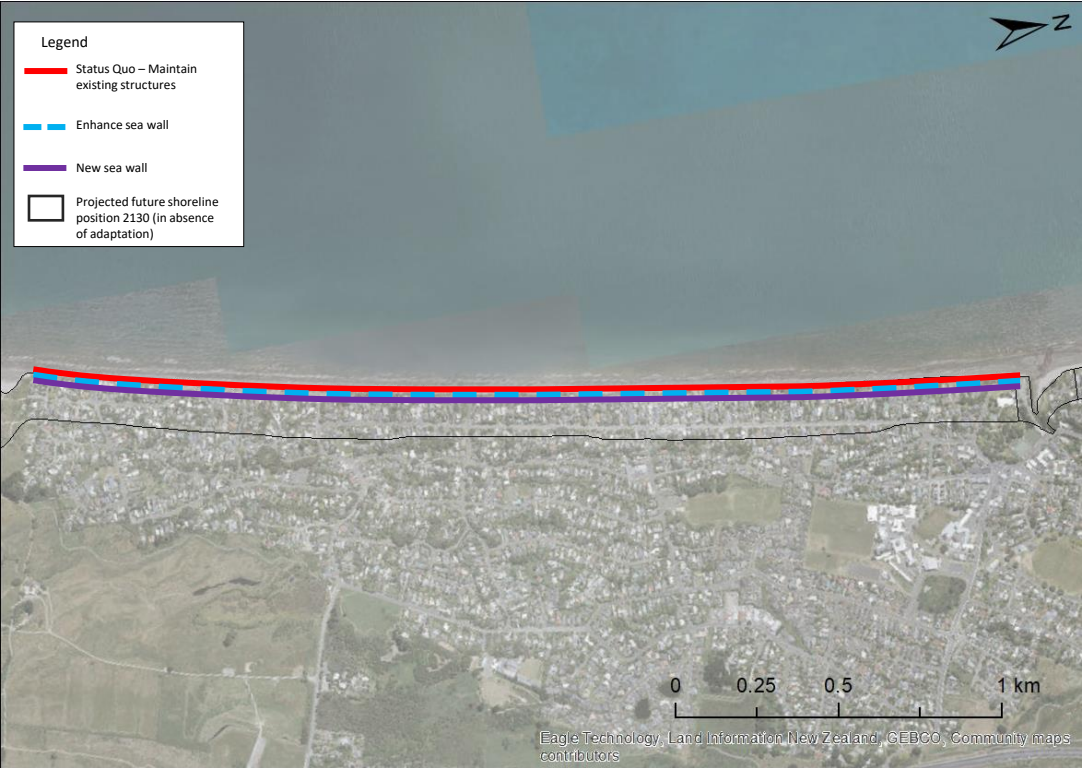 Legend
Status Quo – Maintain
existing structures
Enhance sea wall
New sea wall
Projected future shoreline
position 2130 (in absence
of adaptation)
Z
0 0.25 0.5 1 km
Eagle Technology, Land Information New Zealand, GEBCO, Community maps
contributors